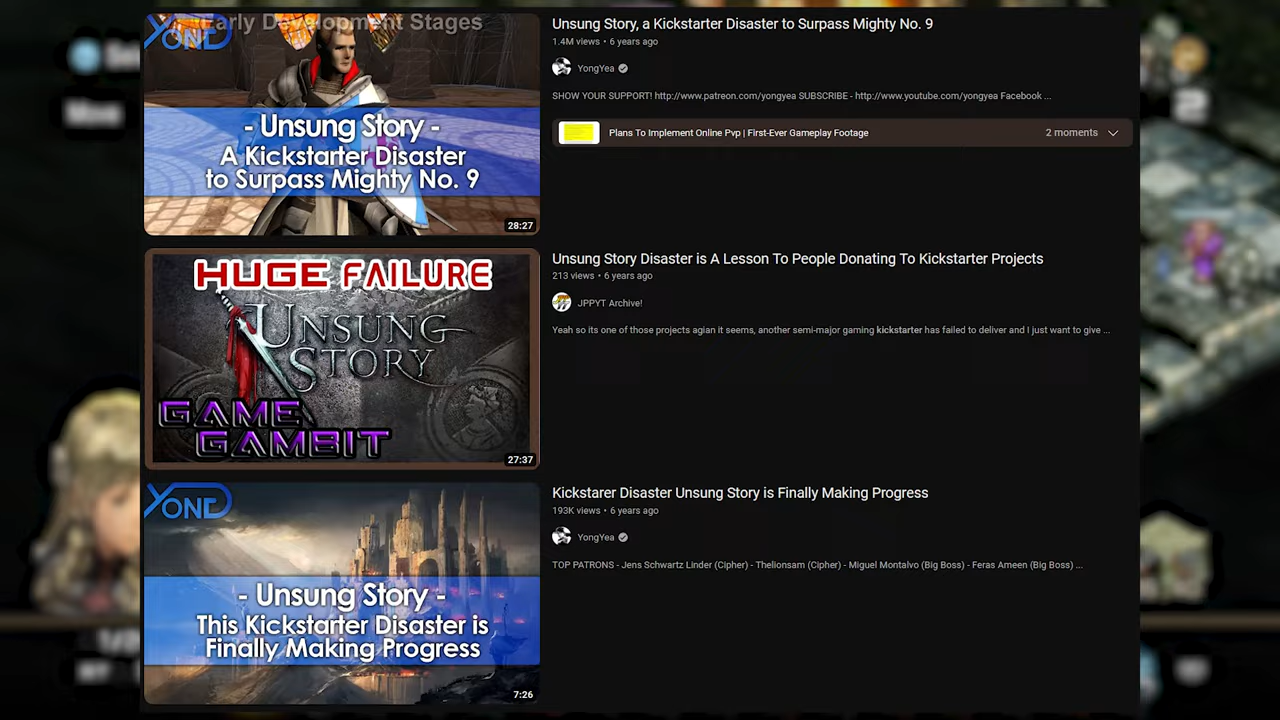 Early Development Stages
YONG
- Unsung Story -
A Kickstarter Disaster
to Surpass Mighty No. 9
28:27
Unsung Story, a Kickstarter Disaster to Surpass Mighty No. 9
1.4M views • 6 years ago
YongYea
SHOW YOUR SUPPORT! http://www.patreon.com/yongyea SUBSCRIBE - http://www.youtube.com/yongyea Facebook ...
Plans To Implement Online Pvp | First-Ever Gameplay Footage
2 moments
HUGE FAILURE
UNSUNG
STORY
GAME
GAMBIT
27:37
Unsung Story Disaster is A Lesson To People Donating To Kickstarter Projects
213 views • 6 years ago
JPPYT Archive!
Yeah so its one of those projects agian it seems, another semi-major gaming kickstarter has failed to deliver and I just want to give ...
YONG
- Unsung Story -
This Kickstarter Disaster is
Finally Making Progress
7:26
Kickstarer Disaster Unsung Story is Finally Making Progress
193K views • 6 years ago
YongYea
TOP PATRONS - Jens Schwartz Linder (Cipher) - Thelionsam (Cipher) - Miguel Montalvo (Big Boss) - Feras Ameen (Big Boss) ...